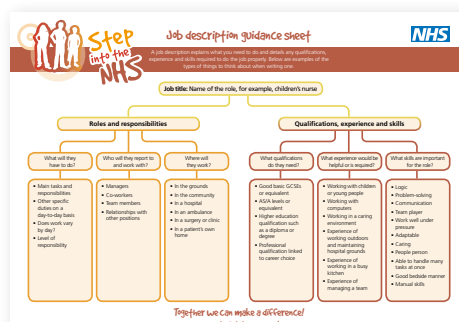 Step
into the
NHS
Job description guidance sheet
NHS
A job description explains what you need to do and details any qualifications,
experience and skills required to do the job properly. Below are examples of the
types of things to think about when writing one.
Job title: Name of the role, for example, children's nurse
Roles and responsibilities
Qualifications, experience and skills
What will they
have to do?
Who will they report to
and work with?
Where will
they work?
What qualifications
do they need?
What experience would be
helpful or is required?
What skills are important
for the role?
• Main tasks and
responsibilities
• Other specific
duties on a
day-to-day basis
• Does work vary
by day?
• Level of
responsibility
• Managers
• Co-workers
• Team members
• Relationships with
other positions
• In the grounds
• In the community
• In a hospital
• In an ambulance
• In a surgery or clinic
• In a patient's own
home
• Good basic GCSEs
or equivalent
• AS/A levels or
equivalent
• Higher education
qualification such
as a diploma or
degree
• Professional
qualification linked
to career choice
• Working with children
or young people
• Working with
computers
• Working in a caring
environment
• Experience of
working outdoors
and maintaining
hospital grounds
• Experience of
working in a busy
kitchen
• Experience of
managing a team
• Logic
• Problem-solving
• Communication
• Team player
• Work well under
pressure
• Adaptable
• Caring
• People person
• Able to handle many
tasks at once
• Good bedside manner
• Manual skills
Together we can make a difference!